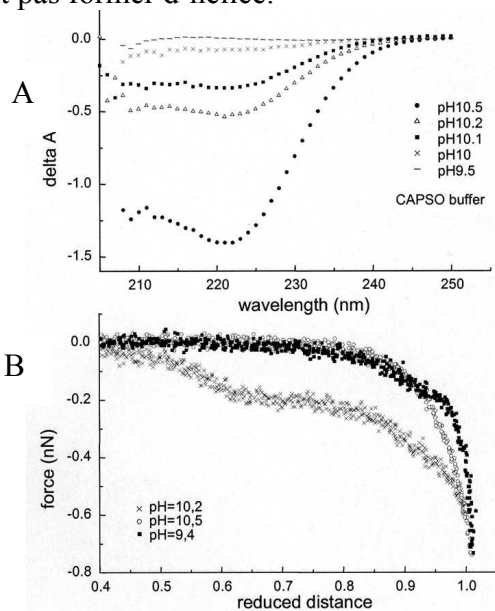 t pas former d'hélice.
A
0.0
-0.5
-1.0
-1.5
delta A
pH10.5
pH10.2
pH10.1
pH10
pH9.5
CAPSO buffer
210 220 230 240 250
wavelength (nm)
B
0.0
-0.2
-0.4
-0.6
-0.8
force (nN)
pH=10,2
pH=10,5
pH=9,4
0.4 0.5 0.6 0.7 0.8 0.9 1.0
reduced distance